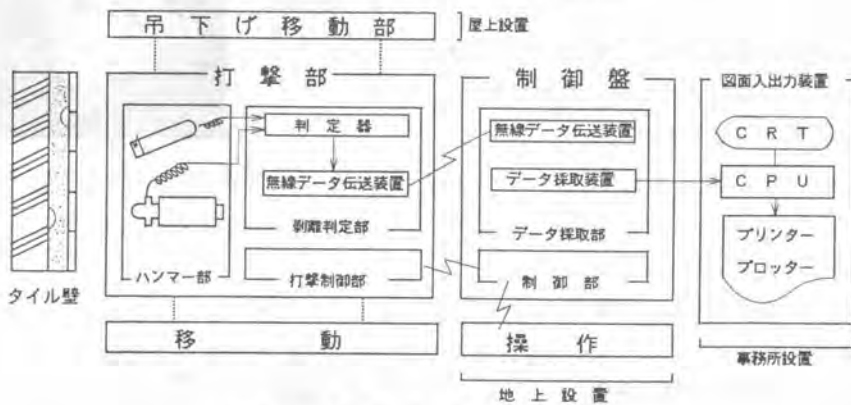 吊下げ移動部
屋上設置
打撃部
制御盤
図面入出力装置
判定器
無線データ伝送装置
CRT
無線データ伝送装置
データ採取装置
CPU
剥離判定部
データ採取部
プリンター
プロッター
ハンマー部
打撃制御部
制御部
タイル壁
移動
操作
事務所設置
地上設置